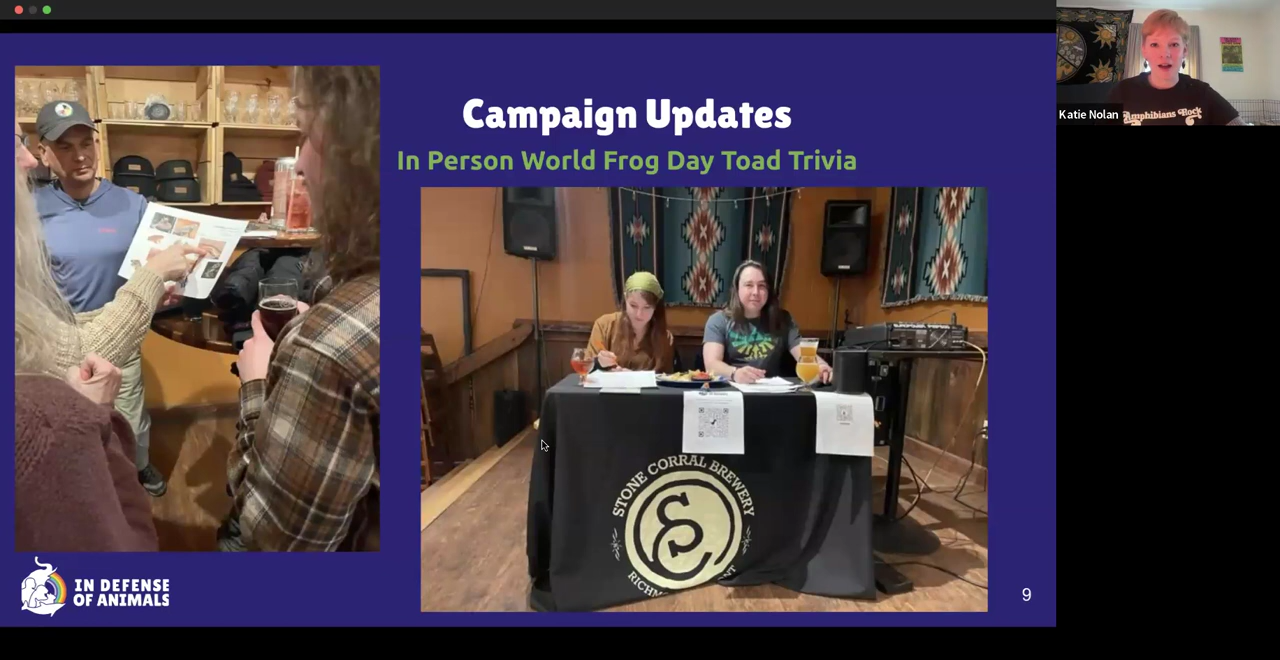 Campaign Updates
In Person World Frog Day Toad Trivia
Katie Nolan
Amphibians Rock
STONE CORRAL BREWERY
IN DEFENSE
OF ANIMALS
9